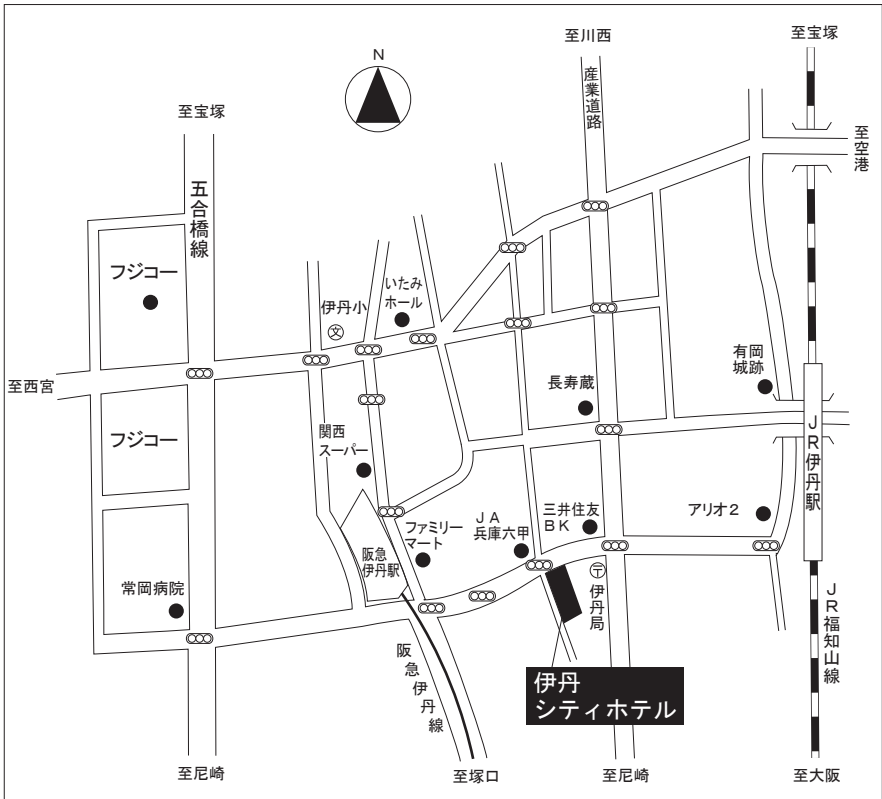 至川西
至宝塚
N
至宝塚
産業道路
至空港
五合橋線
フジコー
いたみ
ホール
伊丹小
文
有岡
城跡
至西宮
長寿蔵
フジコー
関西
スーパー
JR伊丹駅
三井住友
BK
アリオ2
JA
兵庫六甲
ファミリー
マート
阪急
伊丹駅
常岡病院
〒
伊丹局
JR福知山線
阪急伊丹線
伊丹
シティホテル
至尼崎
至塚口
至尼崎
至大阪